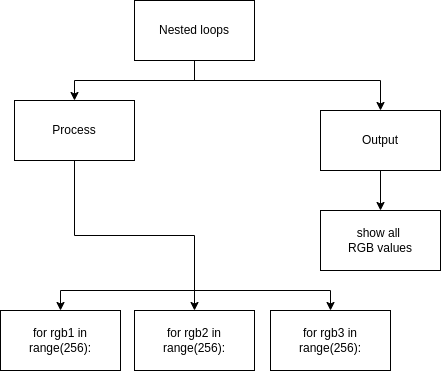 Nested loops
Process
Output
show all
RGB values
for rgb1 in
range(256):
for rgb2 in
range(256):
for rgb3 in
range(256):